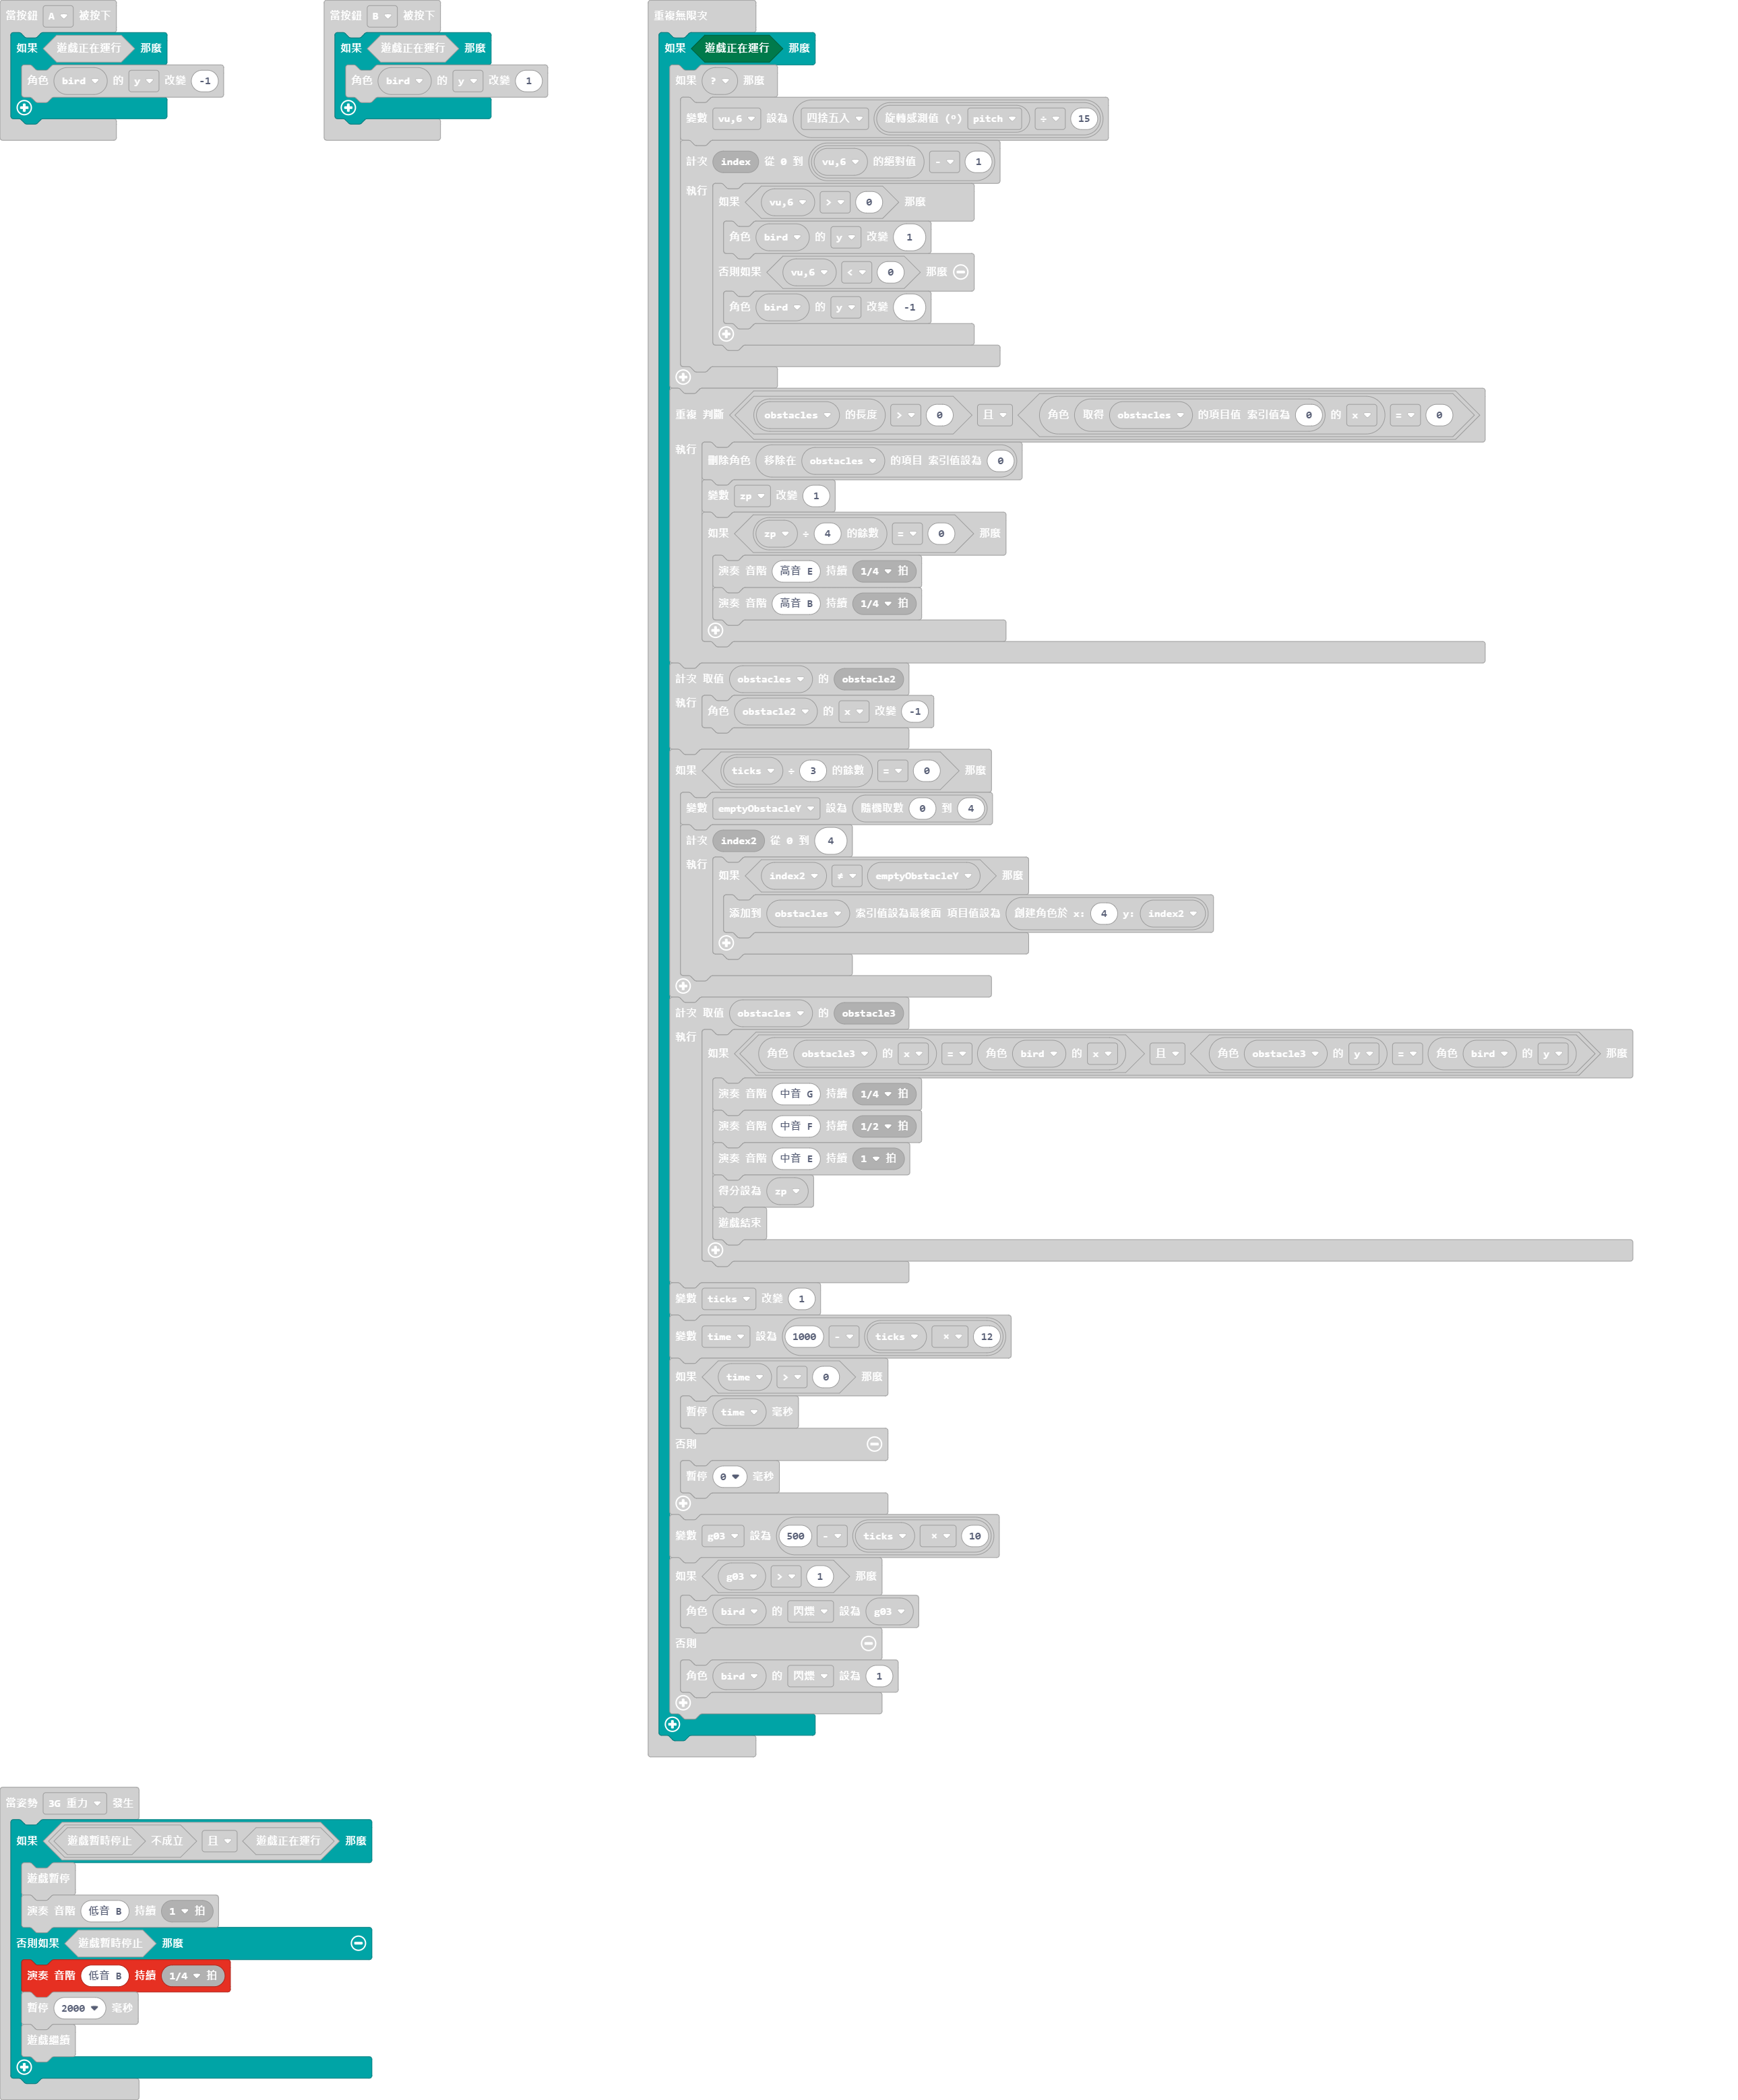 當按鈕 A 被按下
如果 遊戲正在運行 那麼
角色 bird 的 y 改變 -1
當按鈕 B 被按下
如果 遊戲正在運行 那麼
角色 bird 的 y 改變 1
重複無限次
如果 遊戲正在運行 那麼
如果 ? 那麼
變數 vu,6 設為 四捨五入 旋轉感測值 (º) pitch ÷ 15
計次 index 從 0 到 vu,6 的絕對值 - 1
執行
如果 vu,6 > 0 那麼
角色 bird 的 y 改變 1
否則如果 vu,6 < 0 那麼
角色 bird 的 y 改變 -1
重複 判斷 obstacles 的長度 > 0 且 角色 取得 obstacles 的項目值 索引值為 0 的 x = 0
執行
刪除角色 移除在 obstacles 的項目 索引值設為 0
變數 zp 改變 1
如果 zp ÷ 4 的餘數 = 0 那麼
演奏 音階 高音 E 持續 1/4 拍
演奏 音階 高音 B 持續 1/4 拍
計次 取值 obstacles 的 obstacle2
執行
角色 obstacle2 的 x 改變 -1
如果 ticks ÷ 3 的餘數 = 0 那麼
變數 emptyObstacleY 設為 隨機取數 0 到 4
計次 index2 從 0 到 4
執行
如果 index2 ≠ emptyObstacleY 那麼
添加到 obstacles 索引值設為最後面 項目值設為 創建角色於 x: 4 y: index2
計次 取值 obstacles 的 obstacle3
執行
如果 角色 obstacle3 的 x = 角色 bird 的 x 且 角色 obstacle3 的 y = 角色 bird 的 y 那麼
演奏 音階 中音 G 持續 1/4 拍
演奏 音階 中音 F 持續 1/2 拍
演奏 音階 中音 E 持續 1 拍
得分設為 zp
遊戲結束
變數 ticks 改變 1
變數 time 設為 1000 - ticks × 12
如果 time > 0 那麼
暫停 time 毫秒
否則
暫停 0 毫秒
變數 g03 設為 500 - ticks × 10
如果 g03 > 1 那麼
角色 bird 的 閃爍 設為 g03
否則
角色 bird 的 閃爍 設為 1
當姿勢 3G 重力 發生
如果 遊戲暫時停止 不成立 且 遊戲正在運行 那麼
遊戲暫停
演奏 音階 低音 B 持續 1 拍
否則如果 遊戲暫時停止 那麼
演奏 音階 低音 B 持續 1/4 拍
暫停 2000 毫秒
遊戲繼續